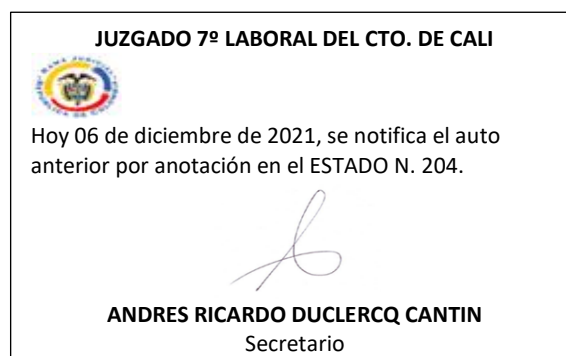 JUZGADO 7º LABORAL DEL CTO. DE CALI
Hoy 06 de diciembre de 2021, se notifica el auto
anterior por anotación en el ESTADO N. 204.
ANDRES RICARDO DUCLERCQ CANTIN
Secretario